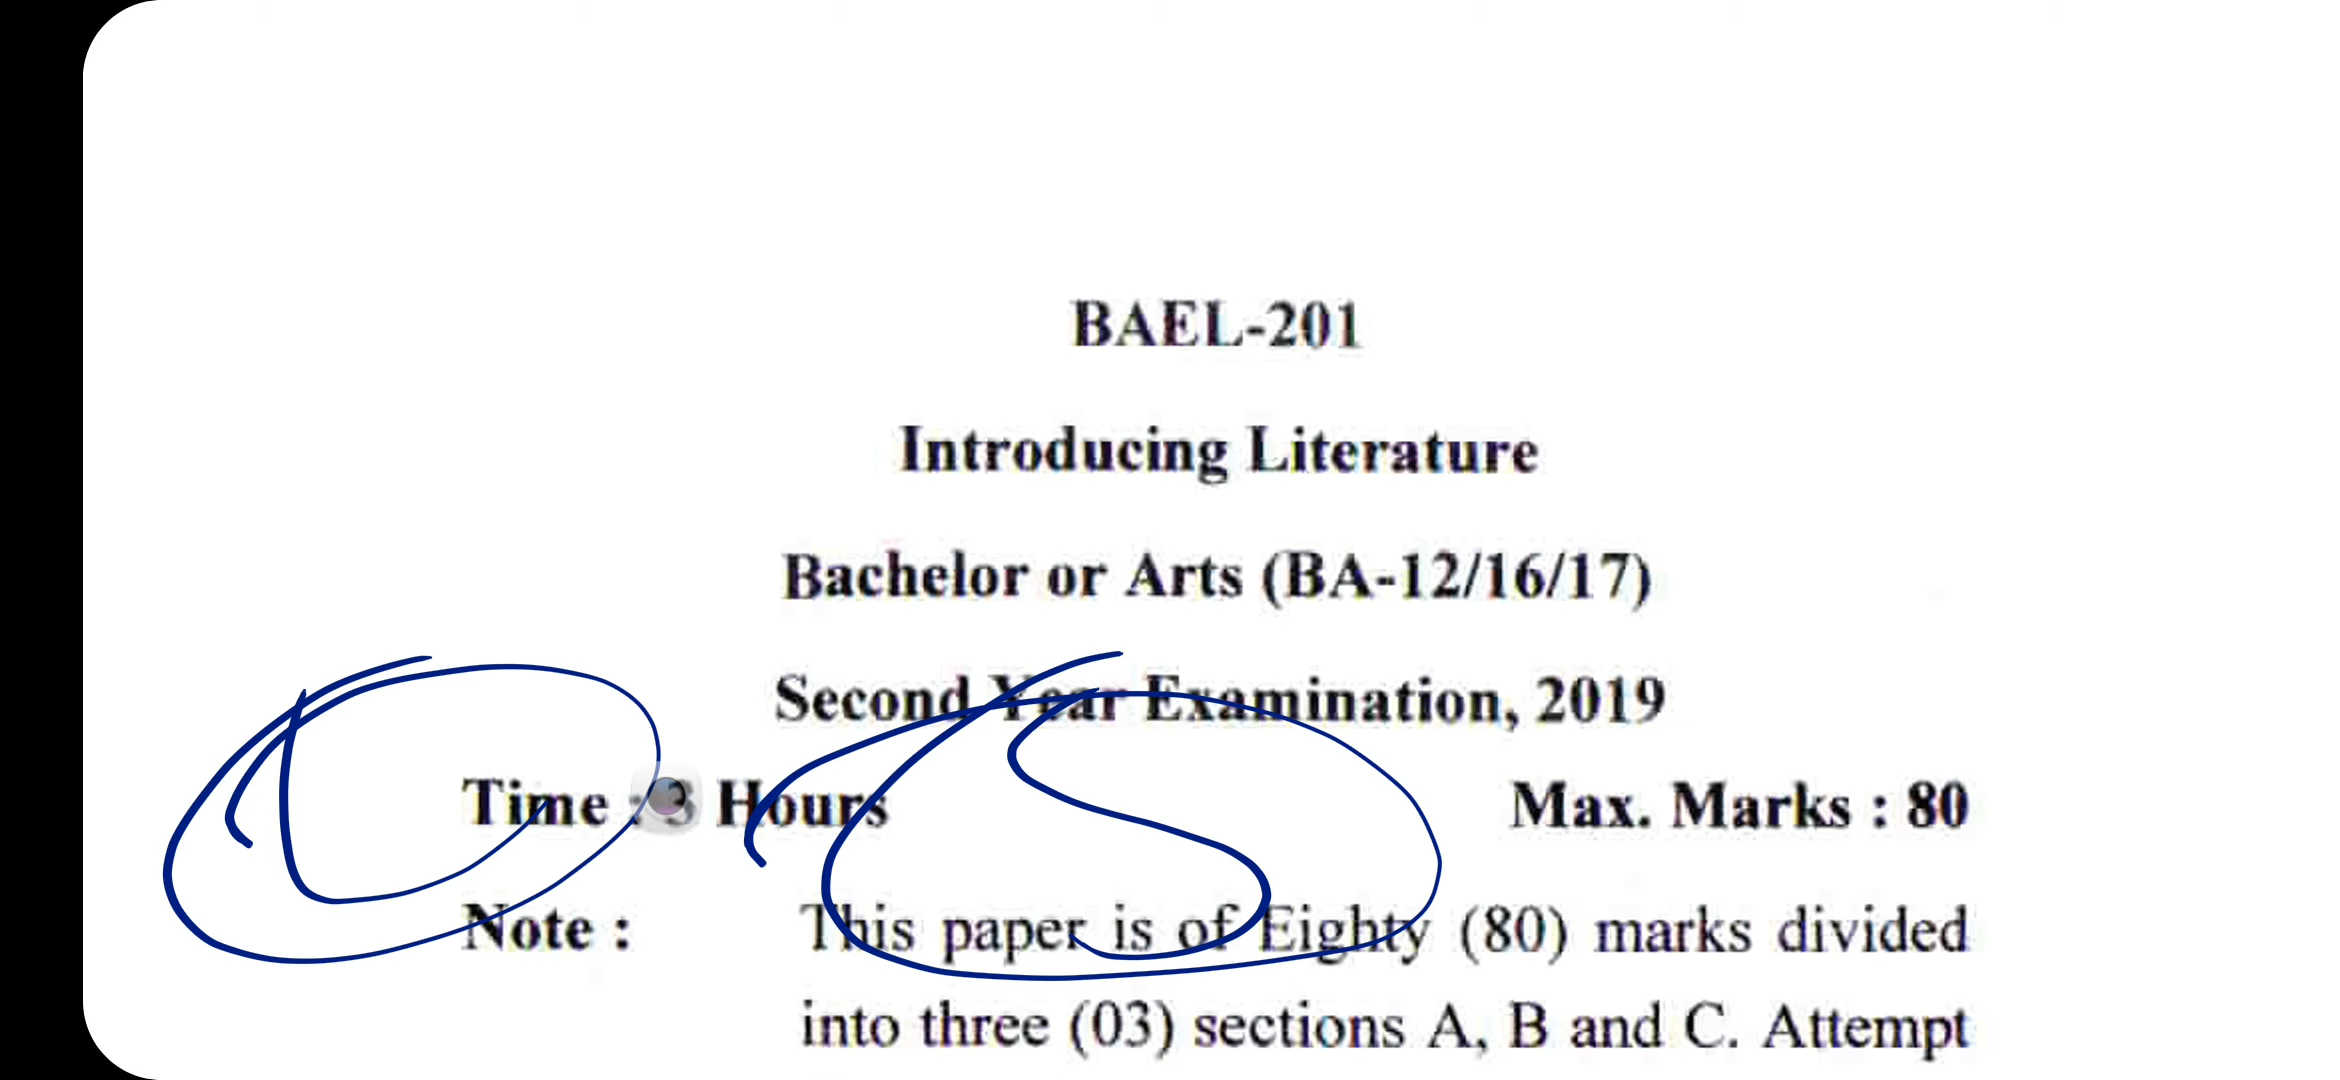 BAEL-201
Introducing Literature
Bachelor or Arts (BA-12/16/17)
Second Year Examination, 2019
Time : 3 Hours Max. Marks : 80
Note : This paper is of Eighty (80) marks divided
into three (03) sections A, B and C. Attempt